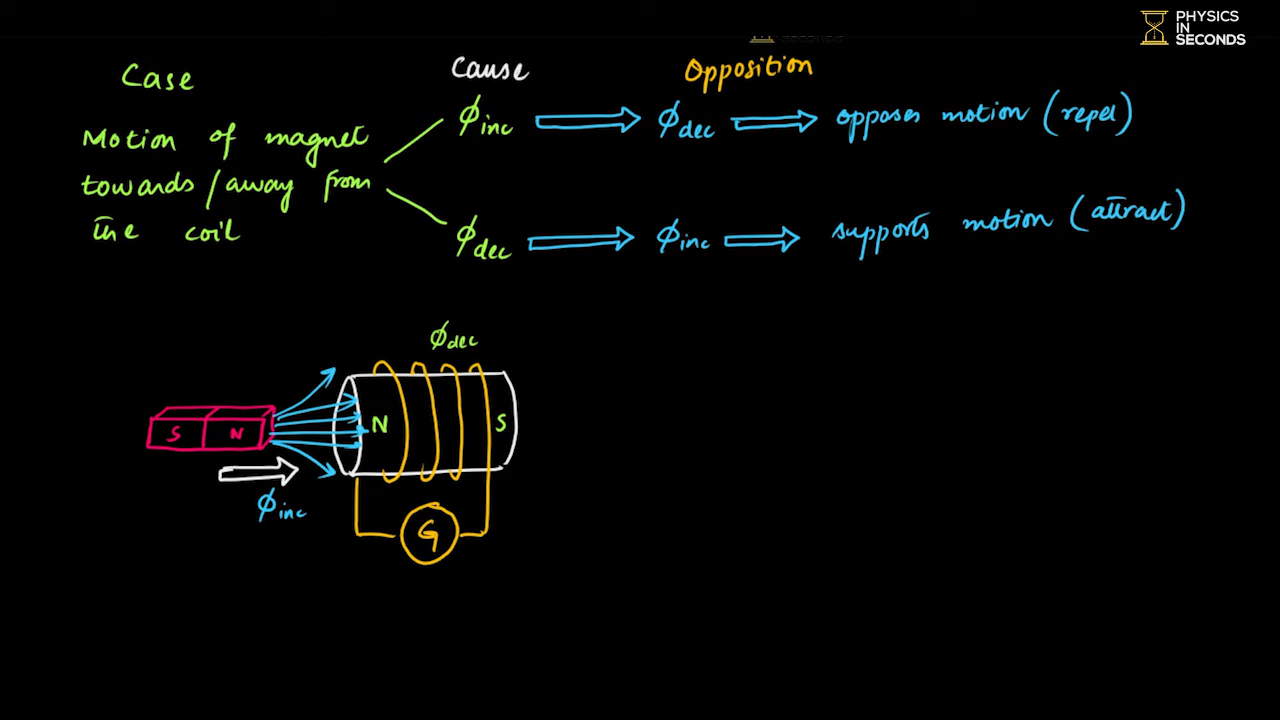 PHYSICS
IN
SECONDS
Case
Cause
Opposition
Motion of magnet
towards/away from
the coil
ϕinc
ϕdec
opposes motion (repel)
ϕdec
ϕinc
supports motion (attract)
ϕdec
S
N
N
S
ϕinc
G